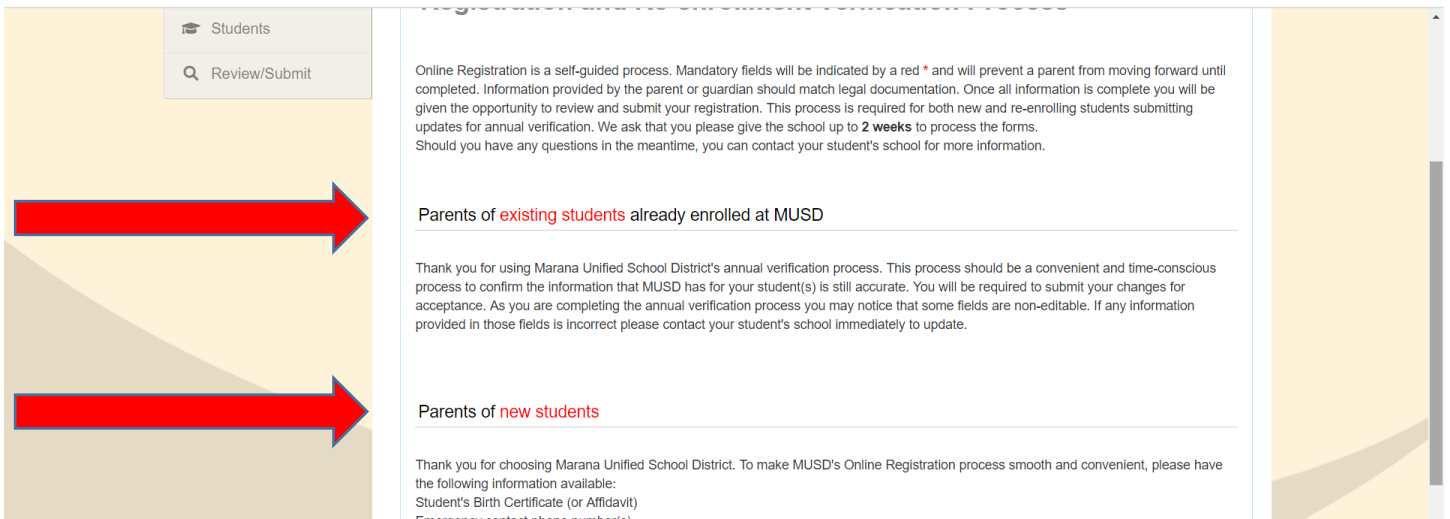 Registration and Re-enrollment Verification Process
Students
Review/Submit
Online Registration is a self-guided process. Mandatory fields will be indicated by a red * and will prevent a parent from moving forward until
completed. Information provided by the parent or guardian should match legal documentation. Once all information is complete you will be
given the opportunity to review and submit your registration. This process is required for both new and re-enrolling students submitting
updates for annual verification. We ask that you please give the school up to 2 weeks to process the forms.
Should you have any questions in the meantime, you can contact your student's school for more information.
Parents of existing students already enrolled at MUSD
Thank you for using Marana Unified School District's annual verification process. This process should be a convenient and time-conscious
process to confirm the information that MUSD has for your student(s) is still accurate. You will be required to submit your changes for
acceptance. As you are completing the annual verification process you may notice that some fields are non-editable. If any information
provided in those fields is incorrect please contact your student's school immediately to update.
Parents of new students
Thank you for choosing Marana Unified School District. To make MUSD's Online Registration process smooth and convenient, please have
the following information available:
Student's Birth Certificate (or Affidavit)
Emergency contact phone number(s)